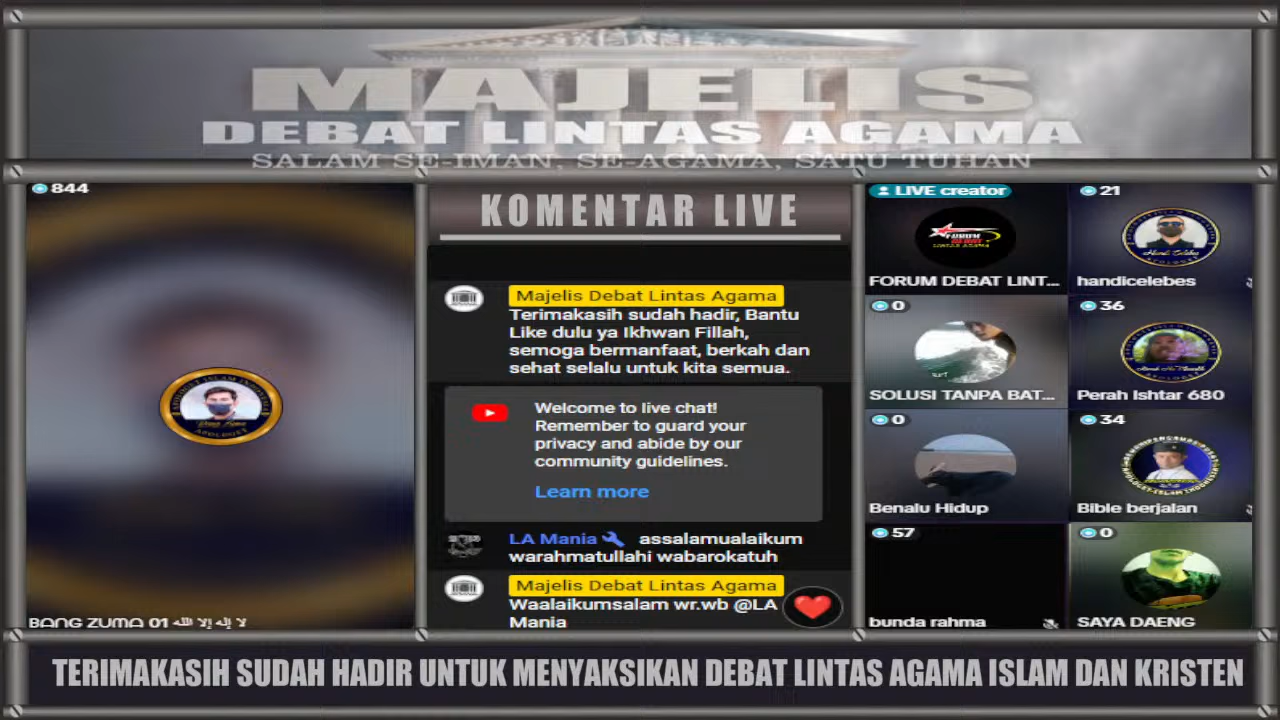 MAJELIS
DEBAT LINTAS AGAMA
SALAM SE-IMAN, SE-AGAMA, SATU TUHAN
844
BANG ZUMA 01 لا إله إلا الله
KOMENTAR LIVE
Majelis Debat Lintas Agama
Terimakasih sudah hadir, Bantu
Like dulu ya Ikhwan Fillah,
semoga bermanfaat, berkah dan
sehat selalu untuk kita semua.
Welcome to live chat!
Remember to guard your
privacy and abide by our
community guidelines.
Learn more
LA Mania assalamualaikum
warahmatullahi wabarokatuh
Majelis Debat Lintas Agama
Waalaikumsalam wr.wb @LA
Mania
LIVE creator
FORUM DEBAT LINT...
21
handicelebes
0
SOLUSI TANPA BAT...
36
Perah Ishtar 680
0
Benalu Hidup
34
Bible berjalan
57
bunda rahma
0
SAYA DAENG
TERIMAKASIH SUDAH HADIR UNTUK MENYAKSIKAN DEBAT LINTAS AGAMA ISLAM DAN KRISTEN